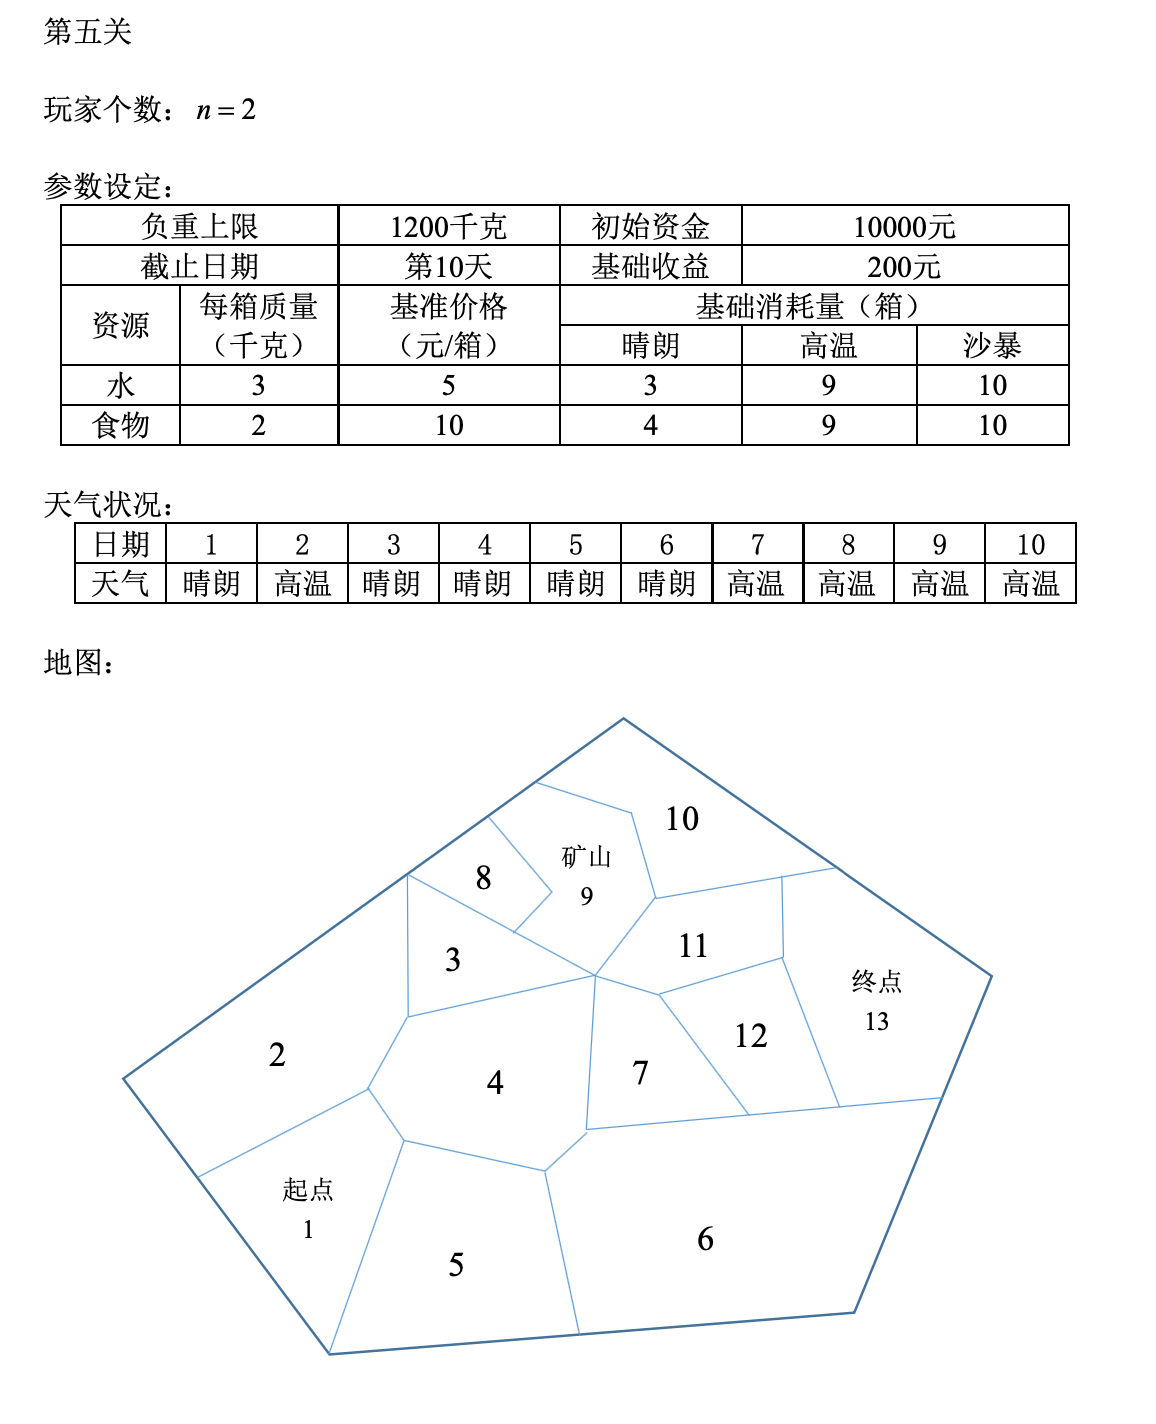 第五关
玩家个数： n = 2
参数设定：
负重上限 1200千克 初始资金 10000元
截止日期 第10天 基础收益 200元
资源 每箱质量（千克） 基准价格（元/箱） 基础消耗量（箱）
晴朗 高温 沙暴
水 3 5 3 9 10
食物 2 10 4 9 10
天气状况：
日期 1 2 3 4 5 6 7 8 9 10
天气 晴朗 高温 晴朗 晴朗 晴朗 晴朗 高温 高温 高温 高温
地图：
10
矿山
9
8
11
3
终点
13
12
2
7
4
起点
1
6
5